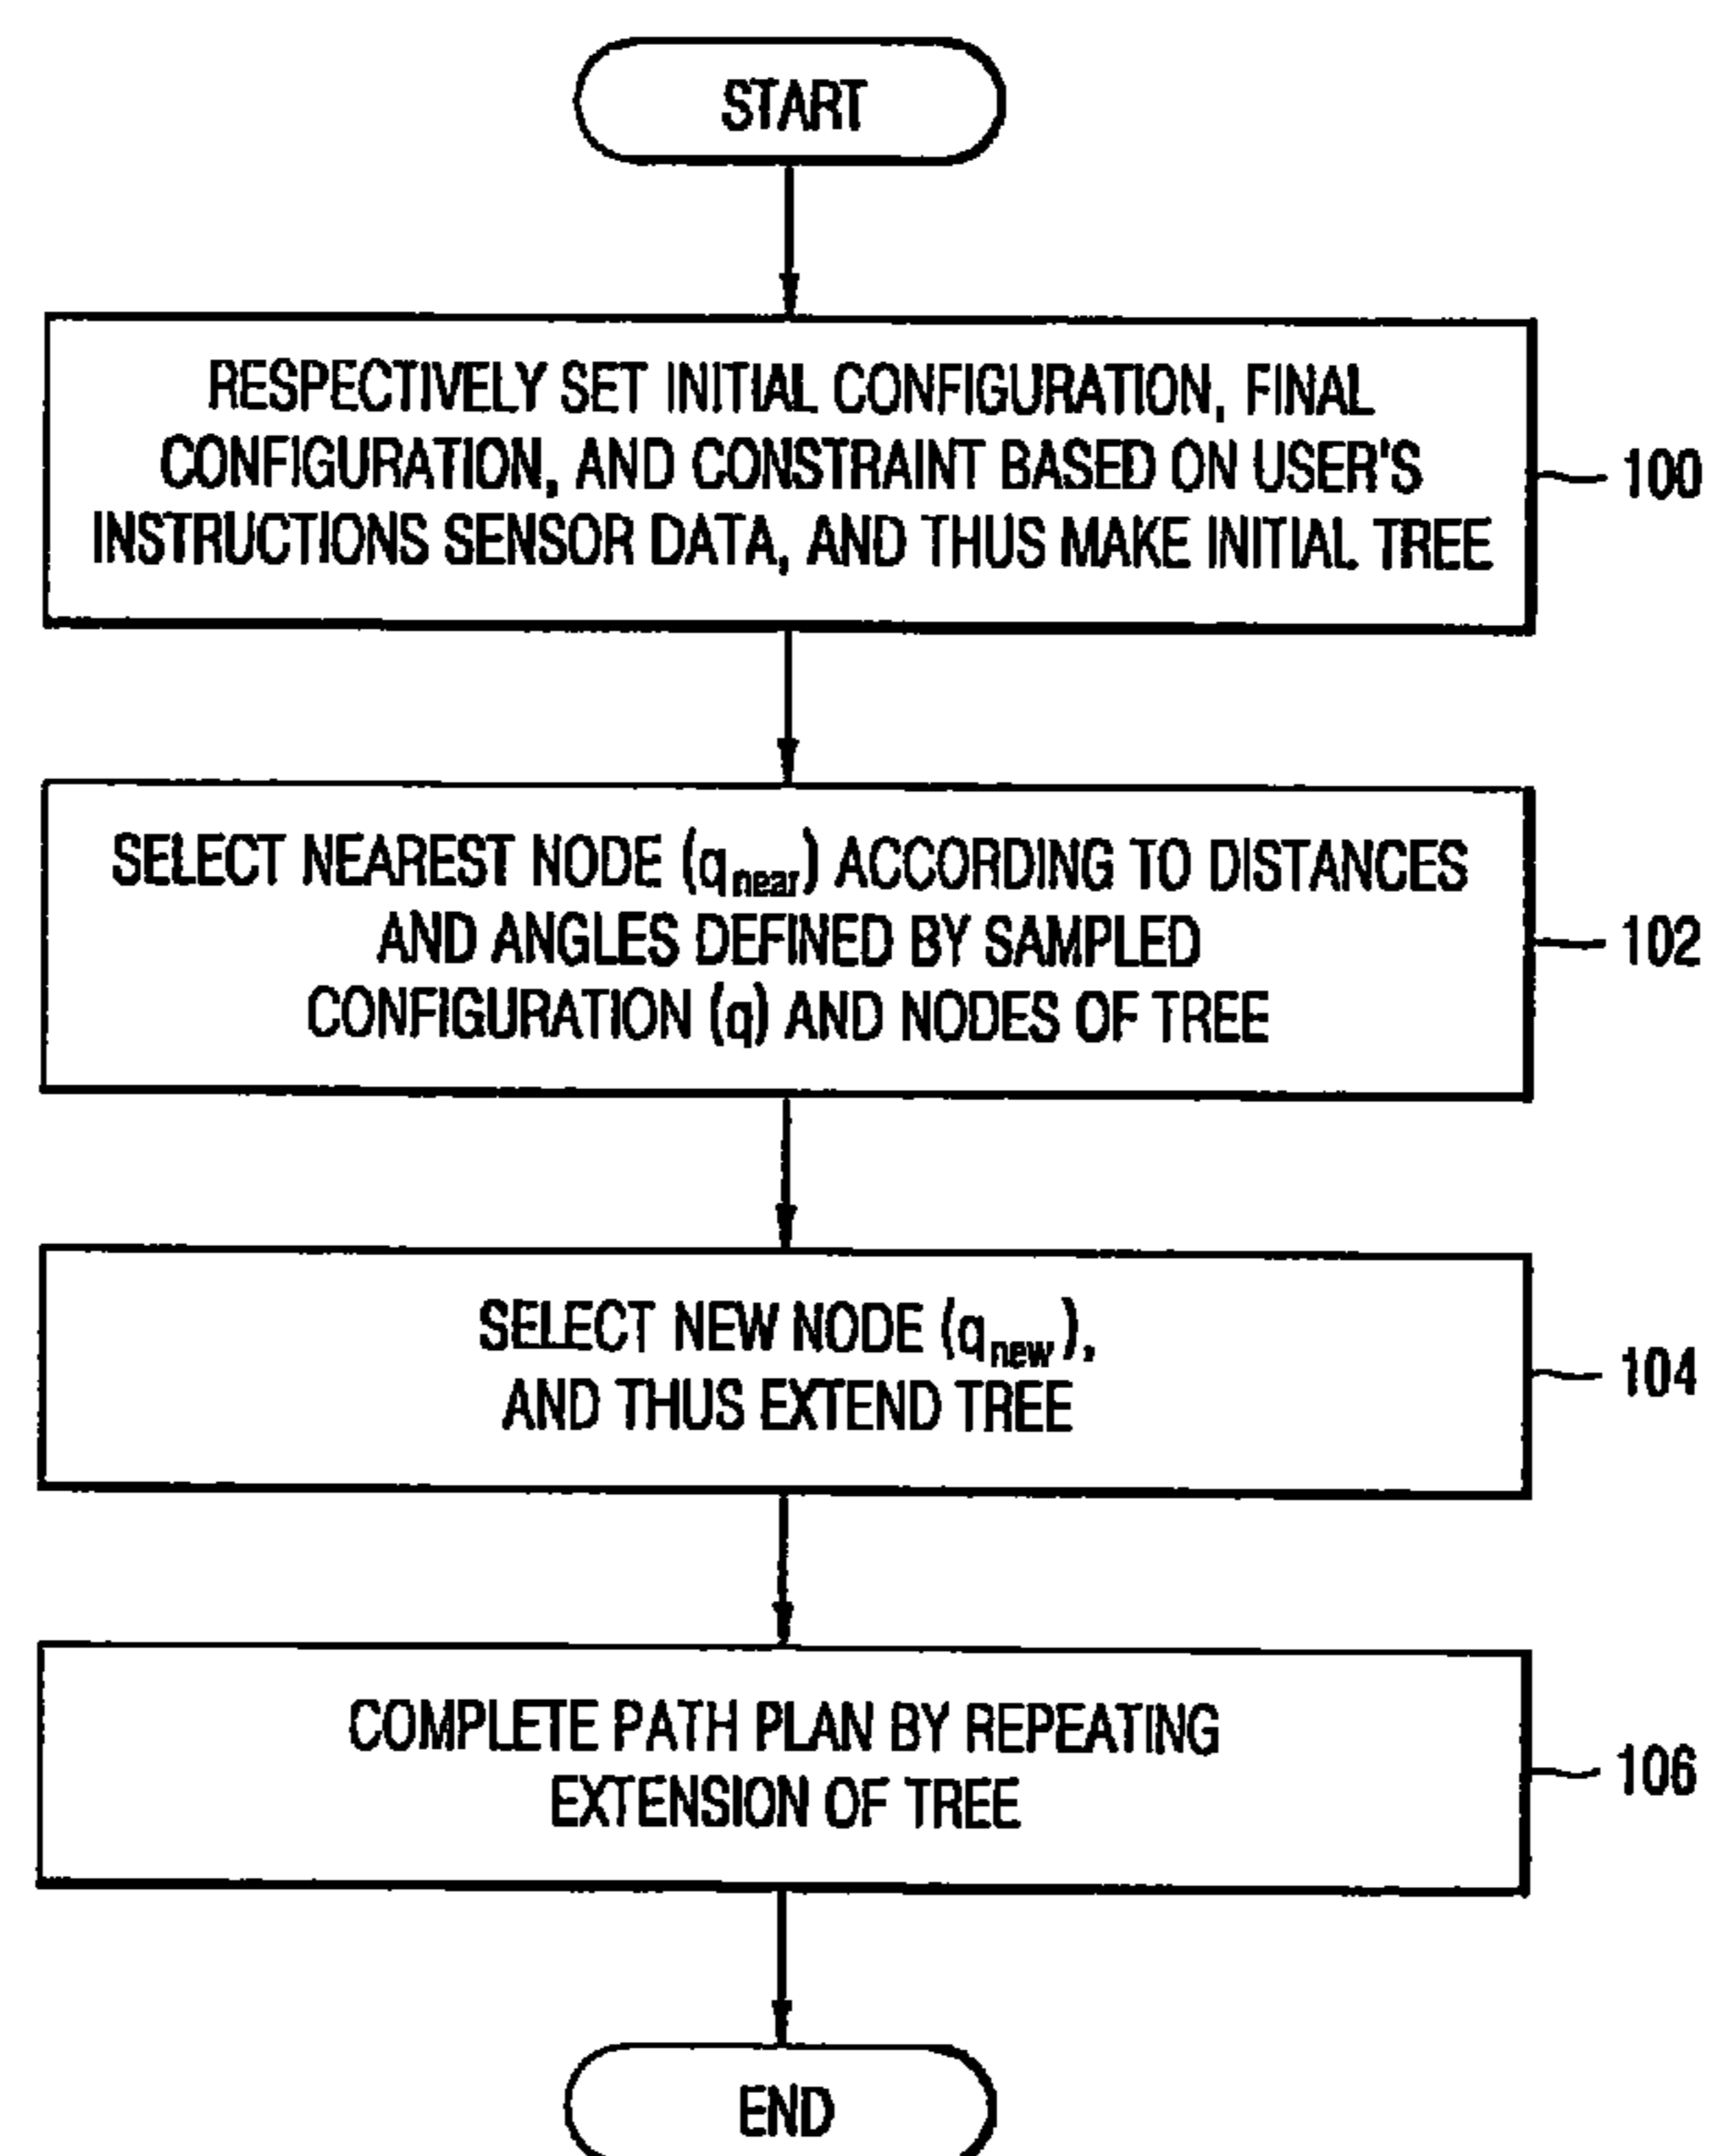 START
RESPECTIVELY SET INITIAL CONFIGURATION, FINAL
CONFIGURATION, AND CONSTRAINT BASED ON USER'S
INSTRUCTIONS SENSOR DATA, AND THUS MAKE INITIAL TREE
100
SELECT NEAREST NODE (qnear) ACCORDING TO DISTANCES
AND ANGLES DEFINED BY SAMPLED
CONFIGURATION (q) AND NODES OF TREE
102
SELECT NEW NODE (qnew),
AND THUS EXTEND TREE
104
COMPLETE PATH PLAN BY REPEATING
EXTENSION OF TREE
106
END